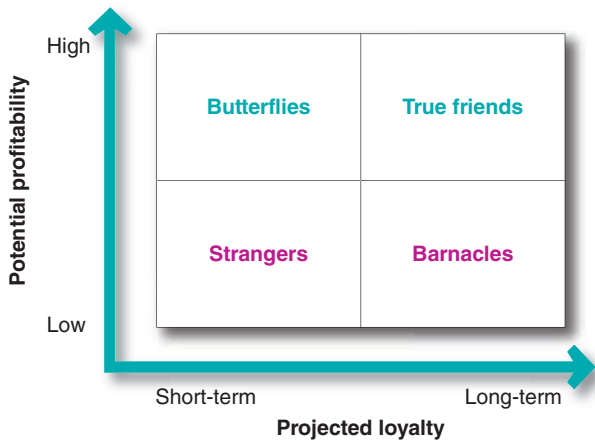 High
Potential profitability
Butterflies
True friends
Strangers
Barnacles
Low
Short-term
Long-term
Projected loyalty